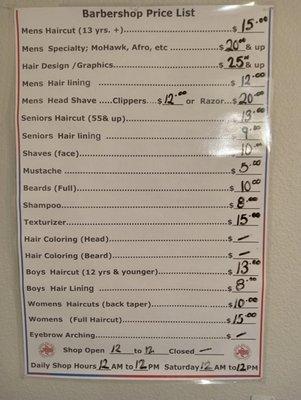 Barbershop Price List
Mens Haircut (13 yrs. +)..........$ 15.00
Mens Specialty; MoHawk, Afro, etc ..........$ 20.00 & up
Hair Design /Graphics..........$ 25.00 & up
Mens Hair lining ..........$ 12.00
Mens Head Shave .....Clippers....$ 12.00 or Razor..$ 20.00
Seniors Haircut (55& up)..........$ 13.00
Seniors Hair lining ..........$ 9.00
Shaves (face)..........$ 10.00
Mustache ..........$ 5.00
Beards (Full)..........$ 10.00
Shampoo..........$ 8.00
Texturizer..........$ 15.00
Hair Coloring (Head)..........$ —
Hair Coloring (Beard)..........$ —
Boys Haircut (12 yrs & younger)..........$ 13.00
Boys Hair Lining ..........$ 8.00
Womens Haircuts (back taper)..........$ 10.00
Womens (Full Haircut)..........$ 15.00
Eyebrow Arching..........$ —
Shop Open 12 to 12 Closed —
Daily Shop Hours 12 AM to 12 PM Saturday 12 AM to 12 PM